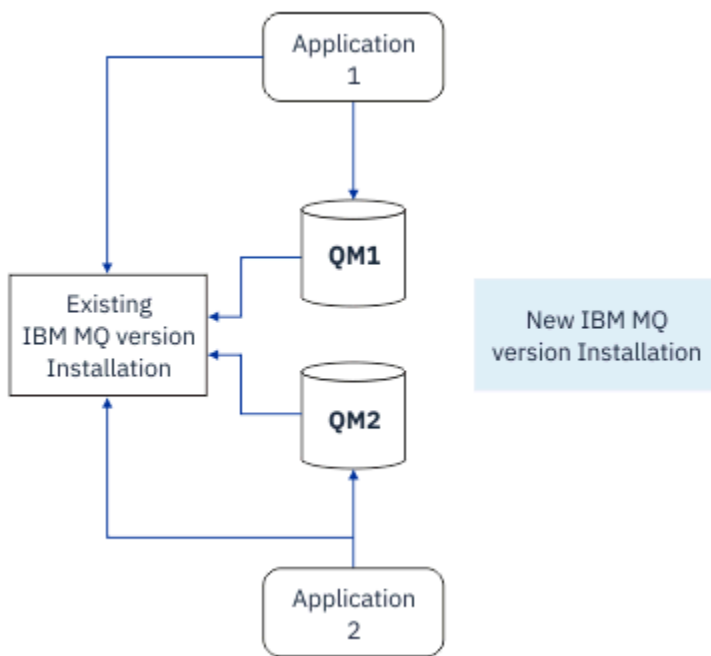 Application
1
QM1
Existing
IBM MQ version
Installation
New IBM MQ
version Installation
QM2
Application
2